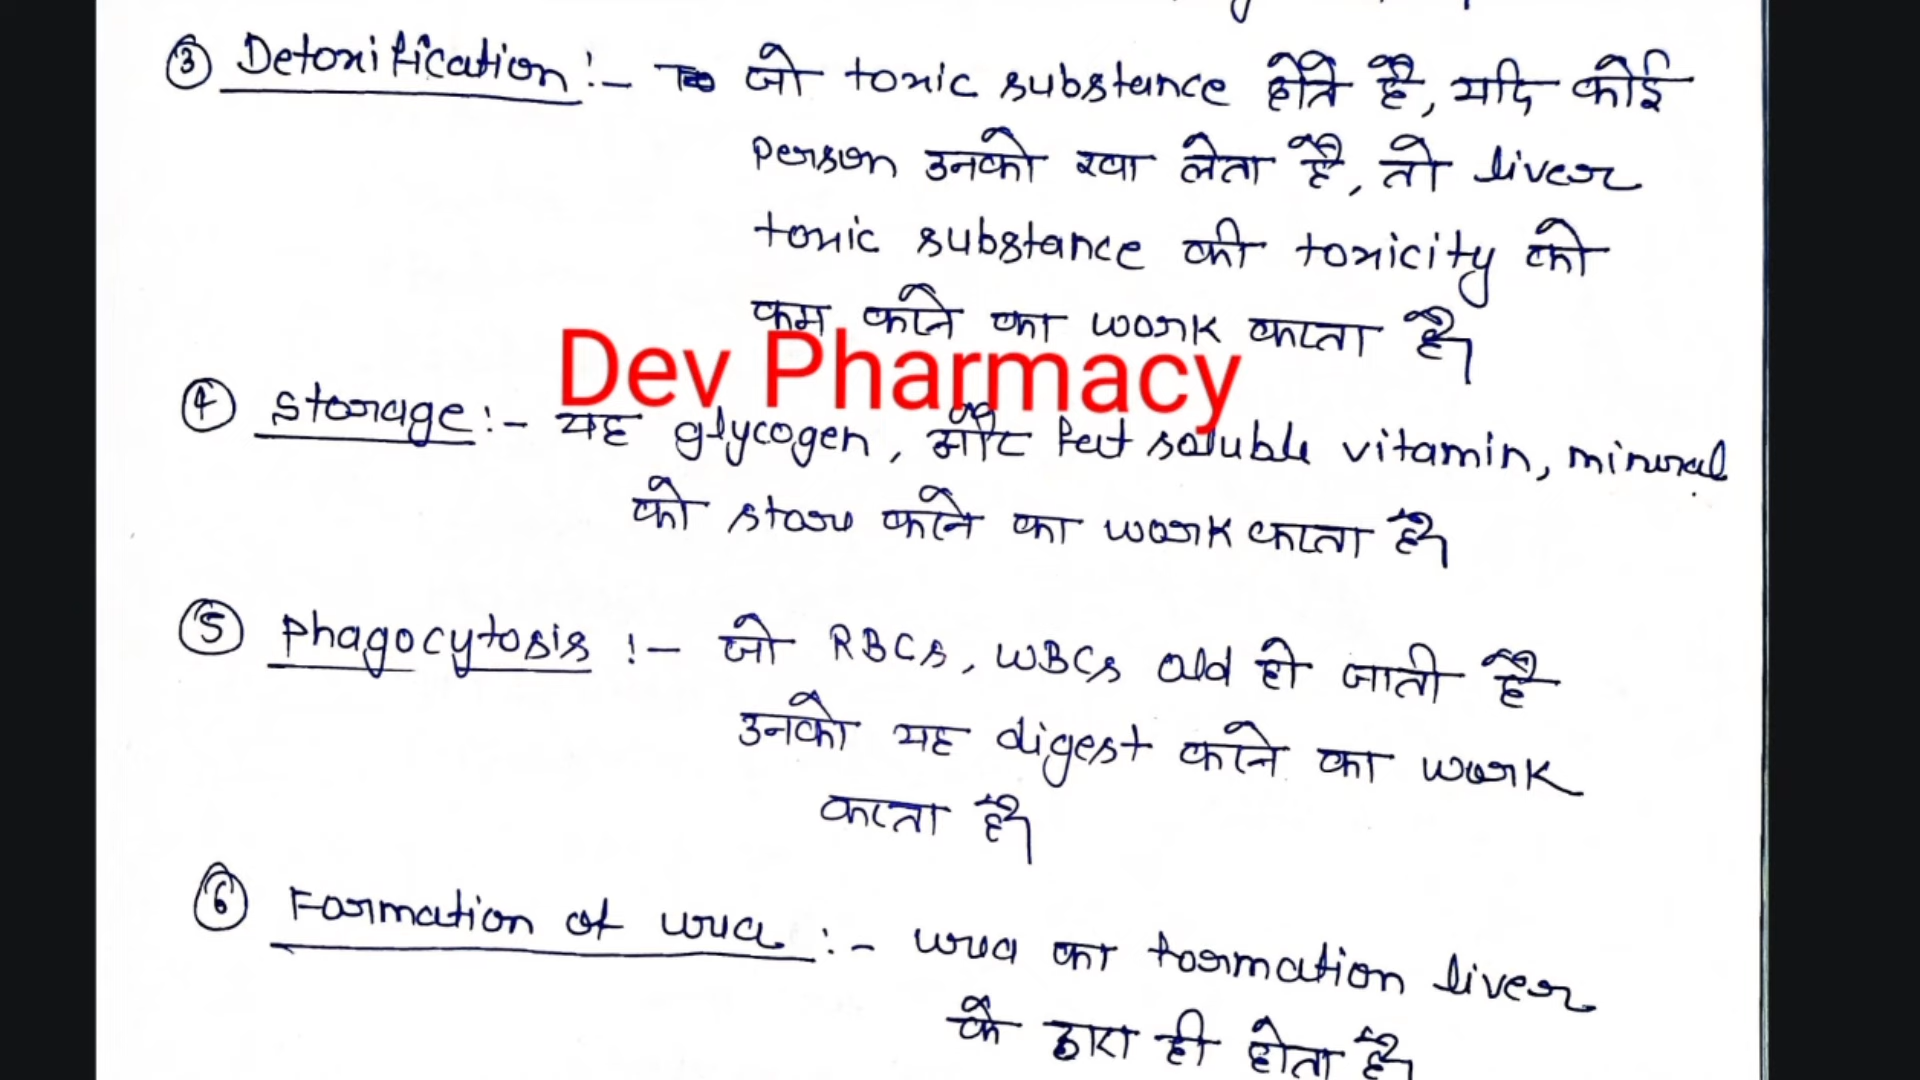 ③ Detoxification :- जो toxic substance होते है, यदि कोई
person उनको खा लेता है, तो liver
toxic substance की toxicity को
कम करने का work करता है।
Dev Pharmacy
④ Storage :- यह glycogen, और fat soluble vitamin, mineral
को store करने का work करता है।
⑤ Phagocytosis :- जो RBCs, WBCs old हो जाती है
उनको यह digest करने का work
करता है।
⑥ Formation of urea :- urea का formation liver
के द्वारा ही होता है।